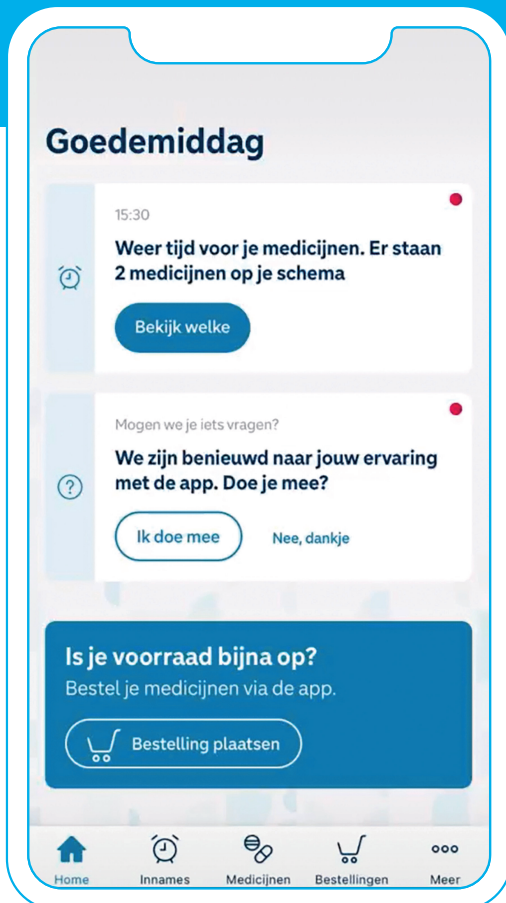 Goedemiddag
15:30
Weer tijd voor je medicijnen. Er staan
2 medicijnen op je schema
Bekijk welke
Mogen we je iets vragen?
We zijn benieuwd naar jouw ervaring
met de app. Doe je mee?
Ik doe mee
Nee, dankje
Is je voorraad bijna op?
Bestel je medicijnen via de app.
Bestelling plaatsen
Home
Innames
Medicijnen
Bestellingen
Meer